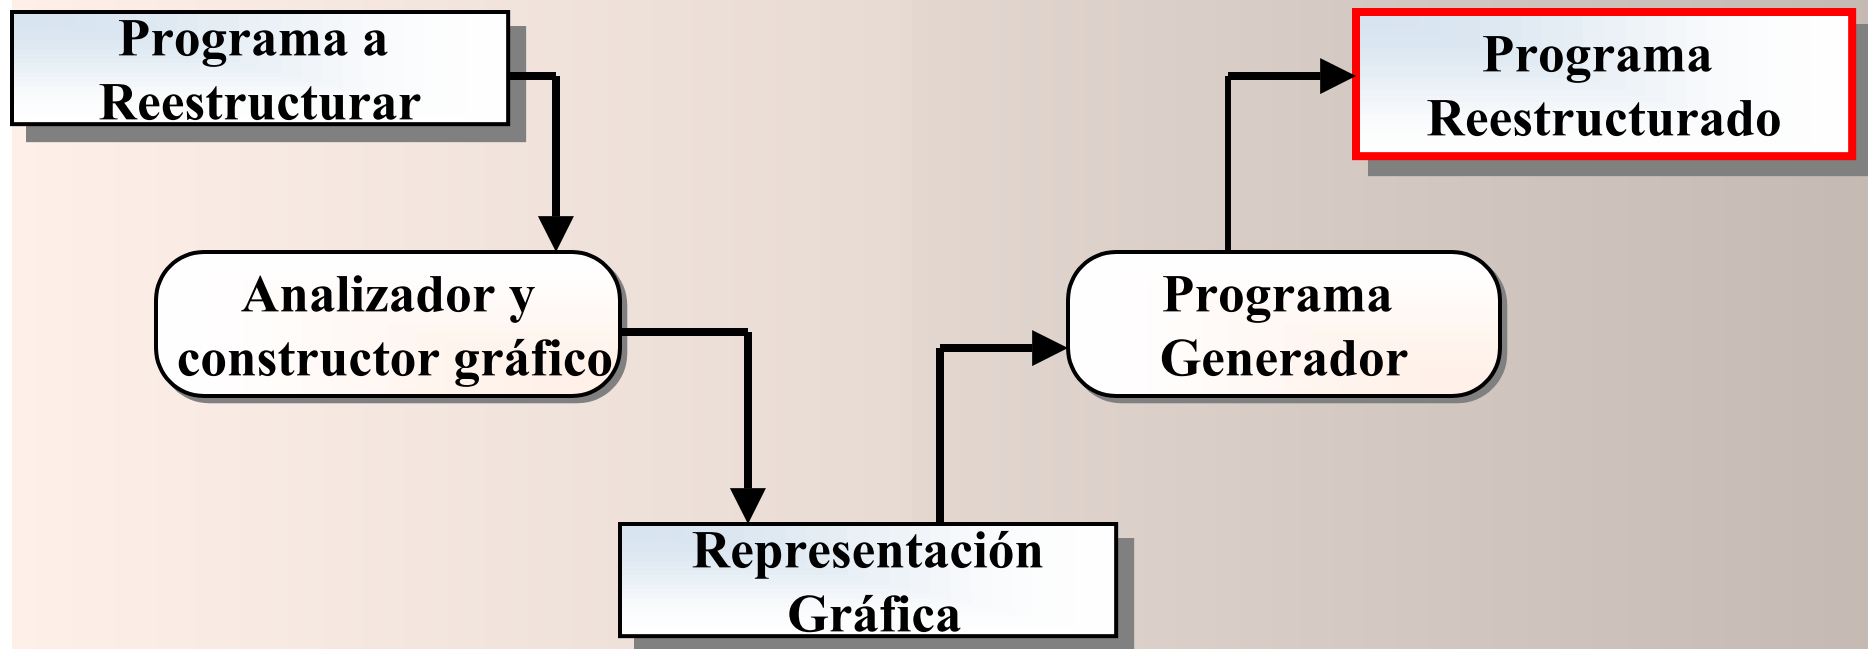 Programa a
Reestructurar
Programa
Reestructurado
Analizador y
constructor gráfico
Programa
Generador
Representación
Gráfica